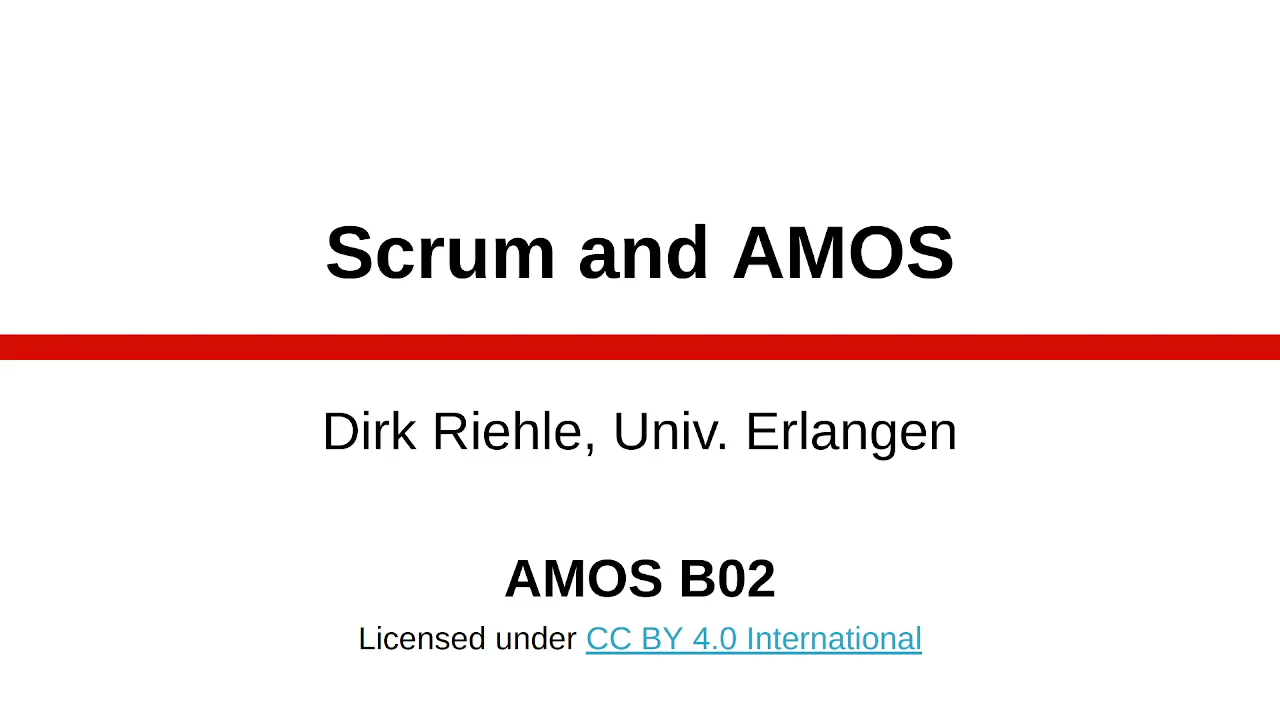 Scrum and AMOS
Dirk Riehle, Univ. Erlangen
AMOS B02
Licensed under CC BY 4.0 International